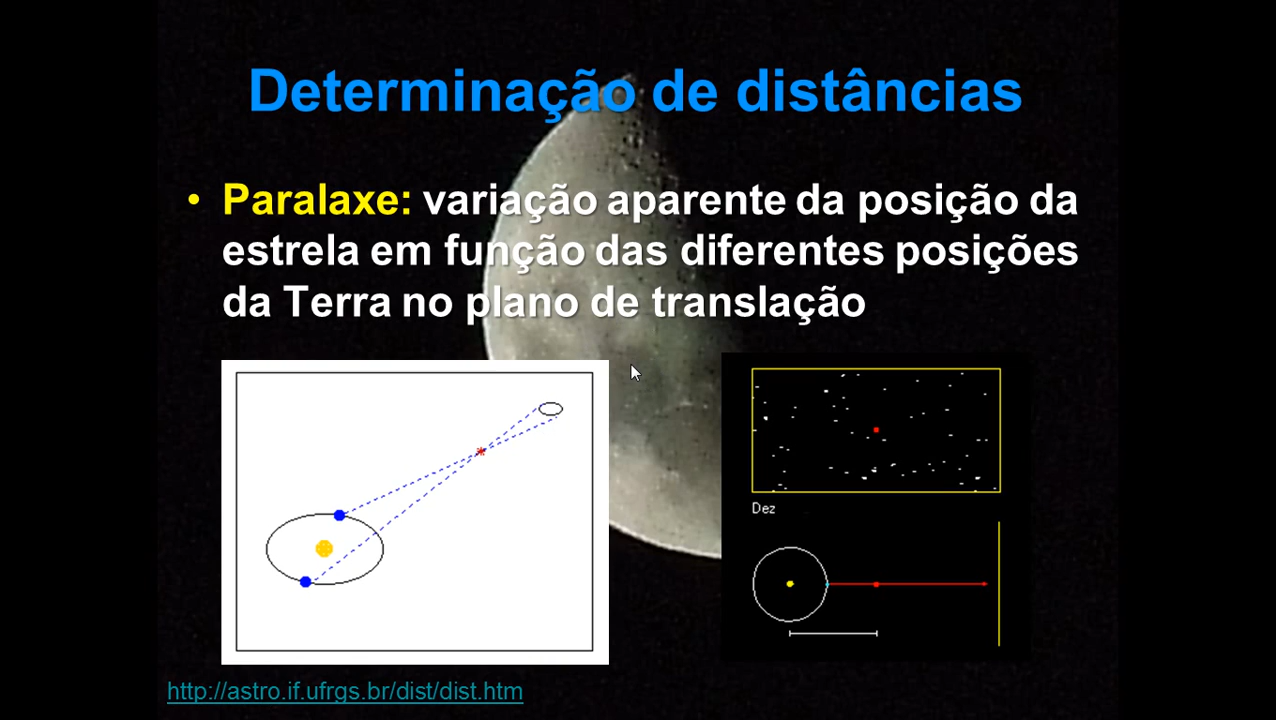 Determinação de distâncias
• Paralaxe: variação aparente da posição da
estrela em função das diferentes posições
da Terra no plano de translação
Dez
http://astro.if.ufrgs.br/dist/dist.htm